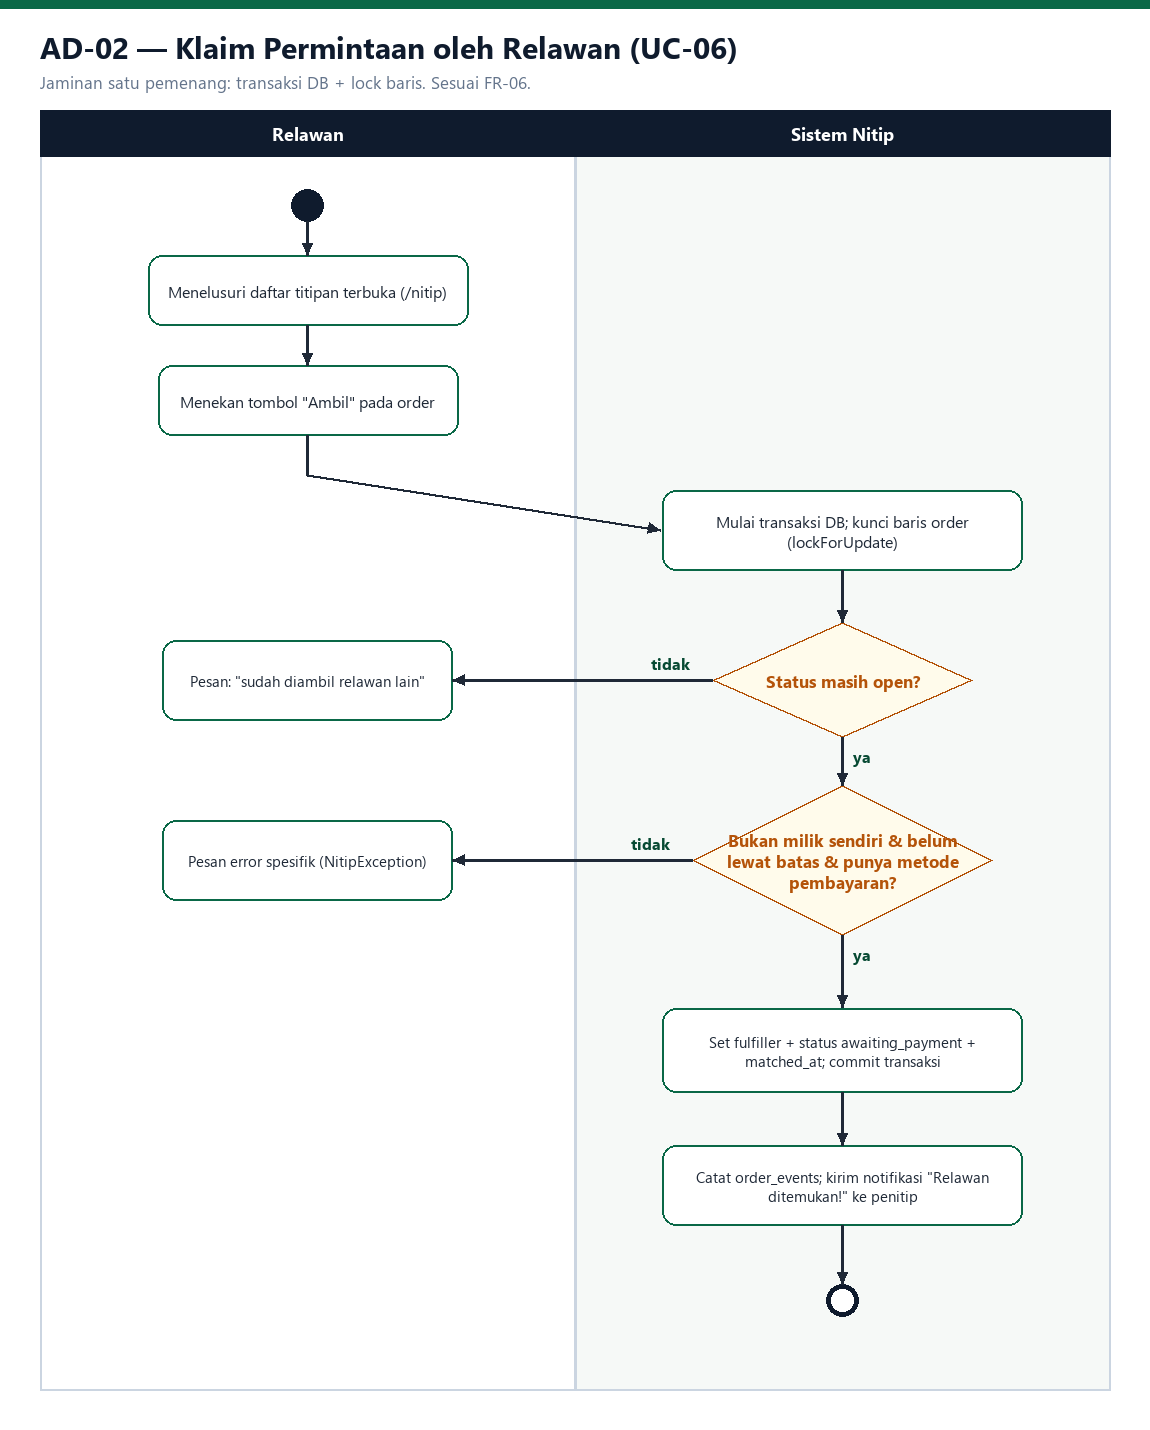 AD-02 — Klaim Permintaan oleh Relawan (UC-06)
Jaminan satu pemenang: transaksi DB + lock baris. Sesuai FR-06.
Relawan
Sistem Nitip
Menelusuri daftar titipan terbuka (/nitip)
Menekan tombol "Ambil" pada order
Mulai transaksi DB; kunci baris order
(lockForUpdate)
Status masih open?
tidak
Pesan: "sudah diambil relawan lain"
ya
Bukan milik sendiri & belum
lewat batas & punya metode
pembayaran?
tidak
Pesan error spesifik (NitipException)
ya
Set fulfiller + status awaiting_payment +
matched_at; commit transaksi
Catat order_events; kirim notifikasi "Relawan
ditemukan!" ke penitip